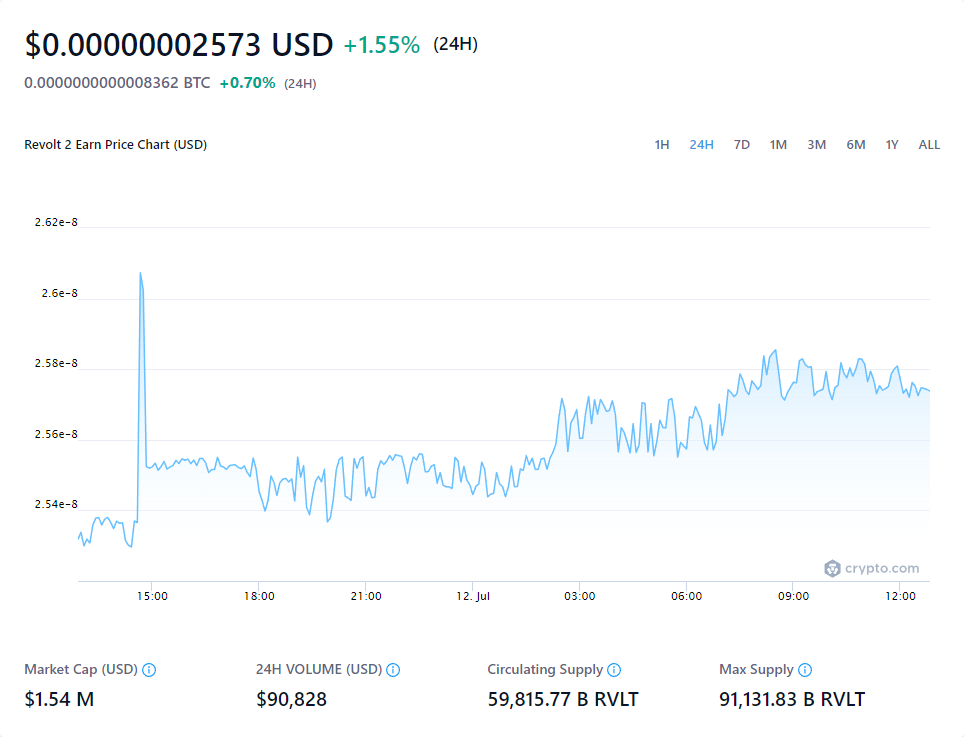 $0.00000002573 USD +1.55% (24H)
0.0000000000008362 BTC +0.70% (24H)
Revolt 2 Earn Price Chart (USD) 1H 24H 7D 1M 3M 6M 1Y ALL
2.62e-8
2.6e-8
2.58e-8
2.56e-8
2.54e-8
crypto.com
15:00 18:00 21:00 12. Jul 03:00 06:00 09:00 12:00
Market Cap (USD) 24H VOLUME (USD) Circulating Supply Max Supply
$1.54 M $90,828 59,815.77 B RVLT 91,131.83 B RVLT